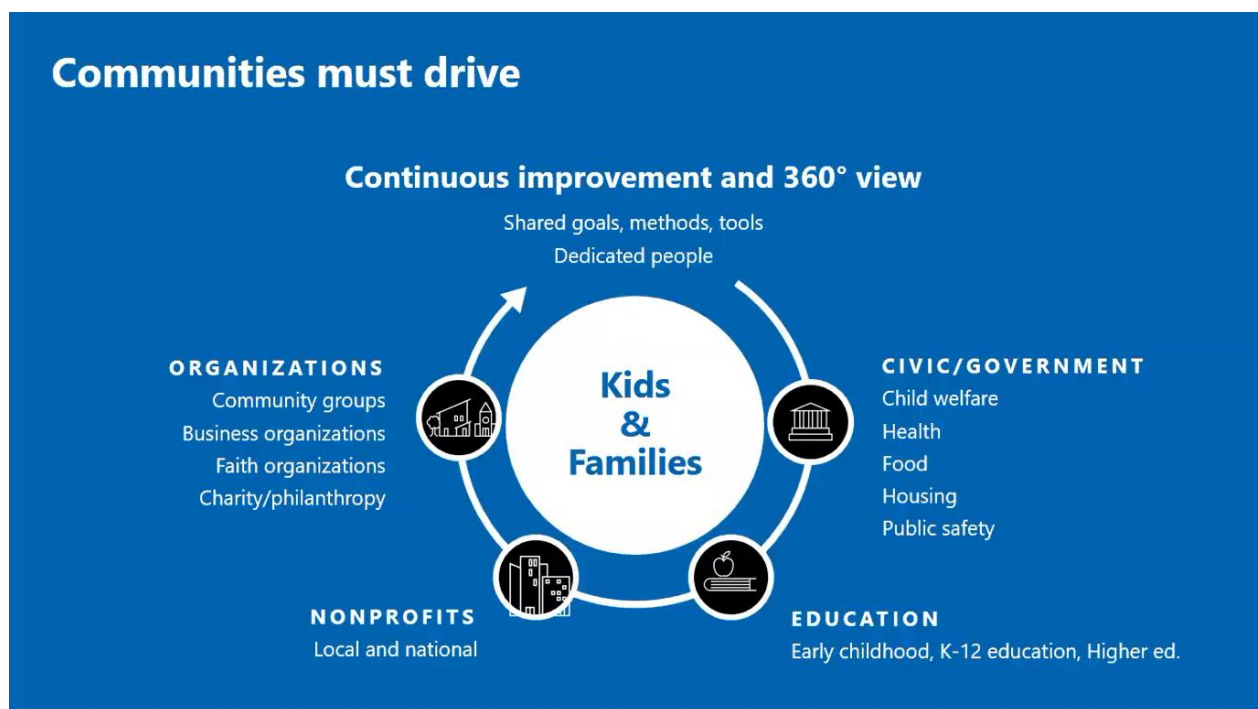 Communities must drive
Continuous improvement and 360° view
Shared goals, methods, tools
Dedicated people
ORGANIZATIONS
Community groups
Business organizations
Faith organizations
Charity/philanthropy
Kids
&
Families
CIVIC/GOVERNMENT
Child welfare
Health
Food
Housing
Public safety
NONPROFITS
Local and national
EDUCATION
Early childhood, K-12 education, Higher ed.